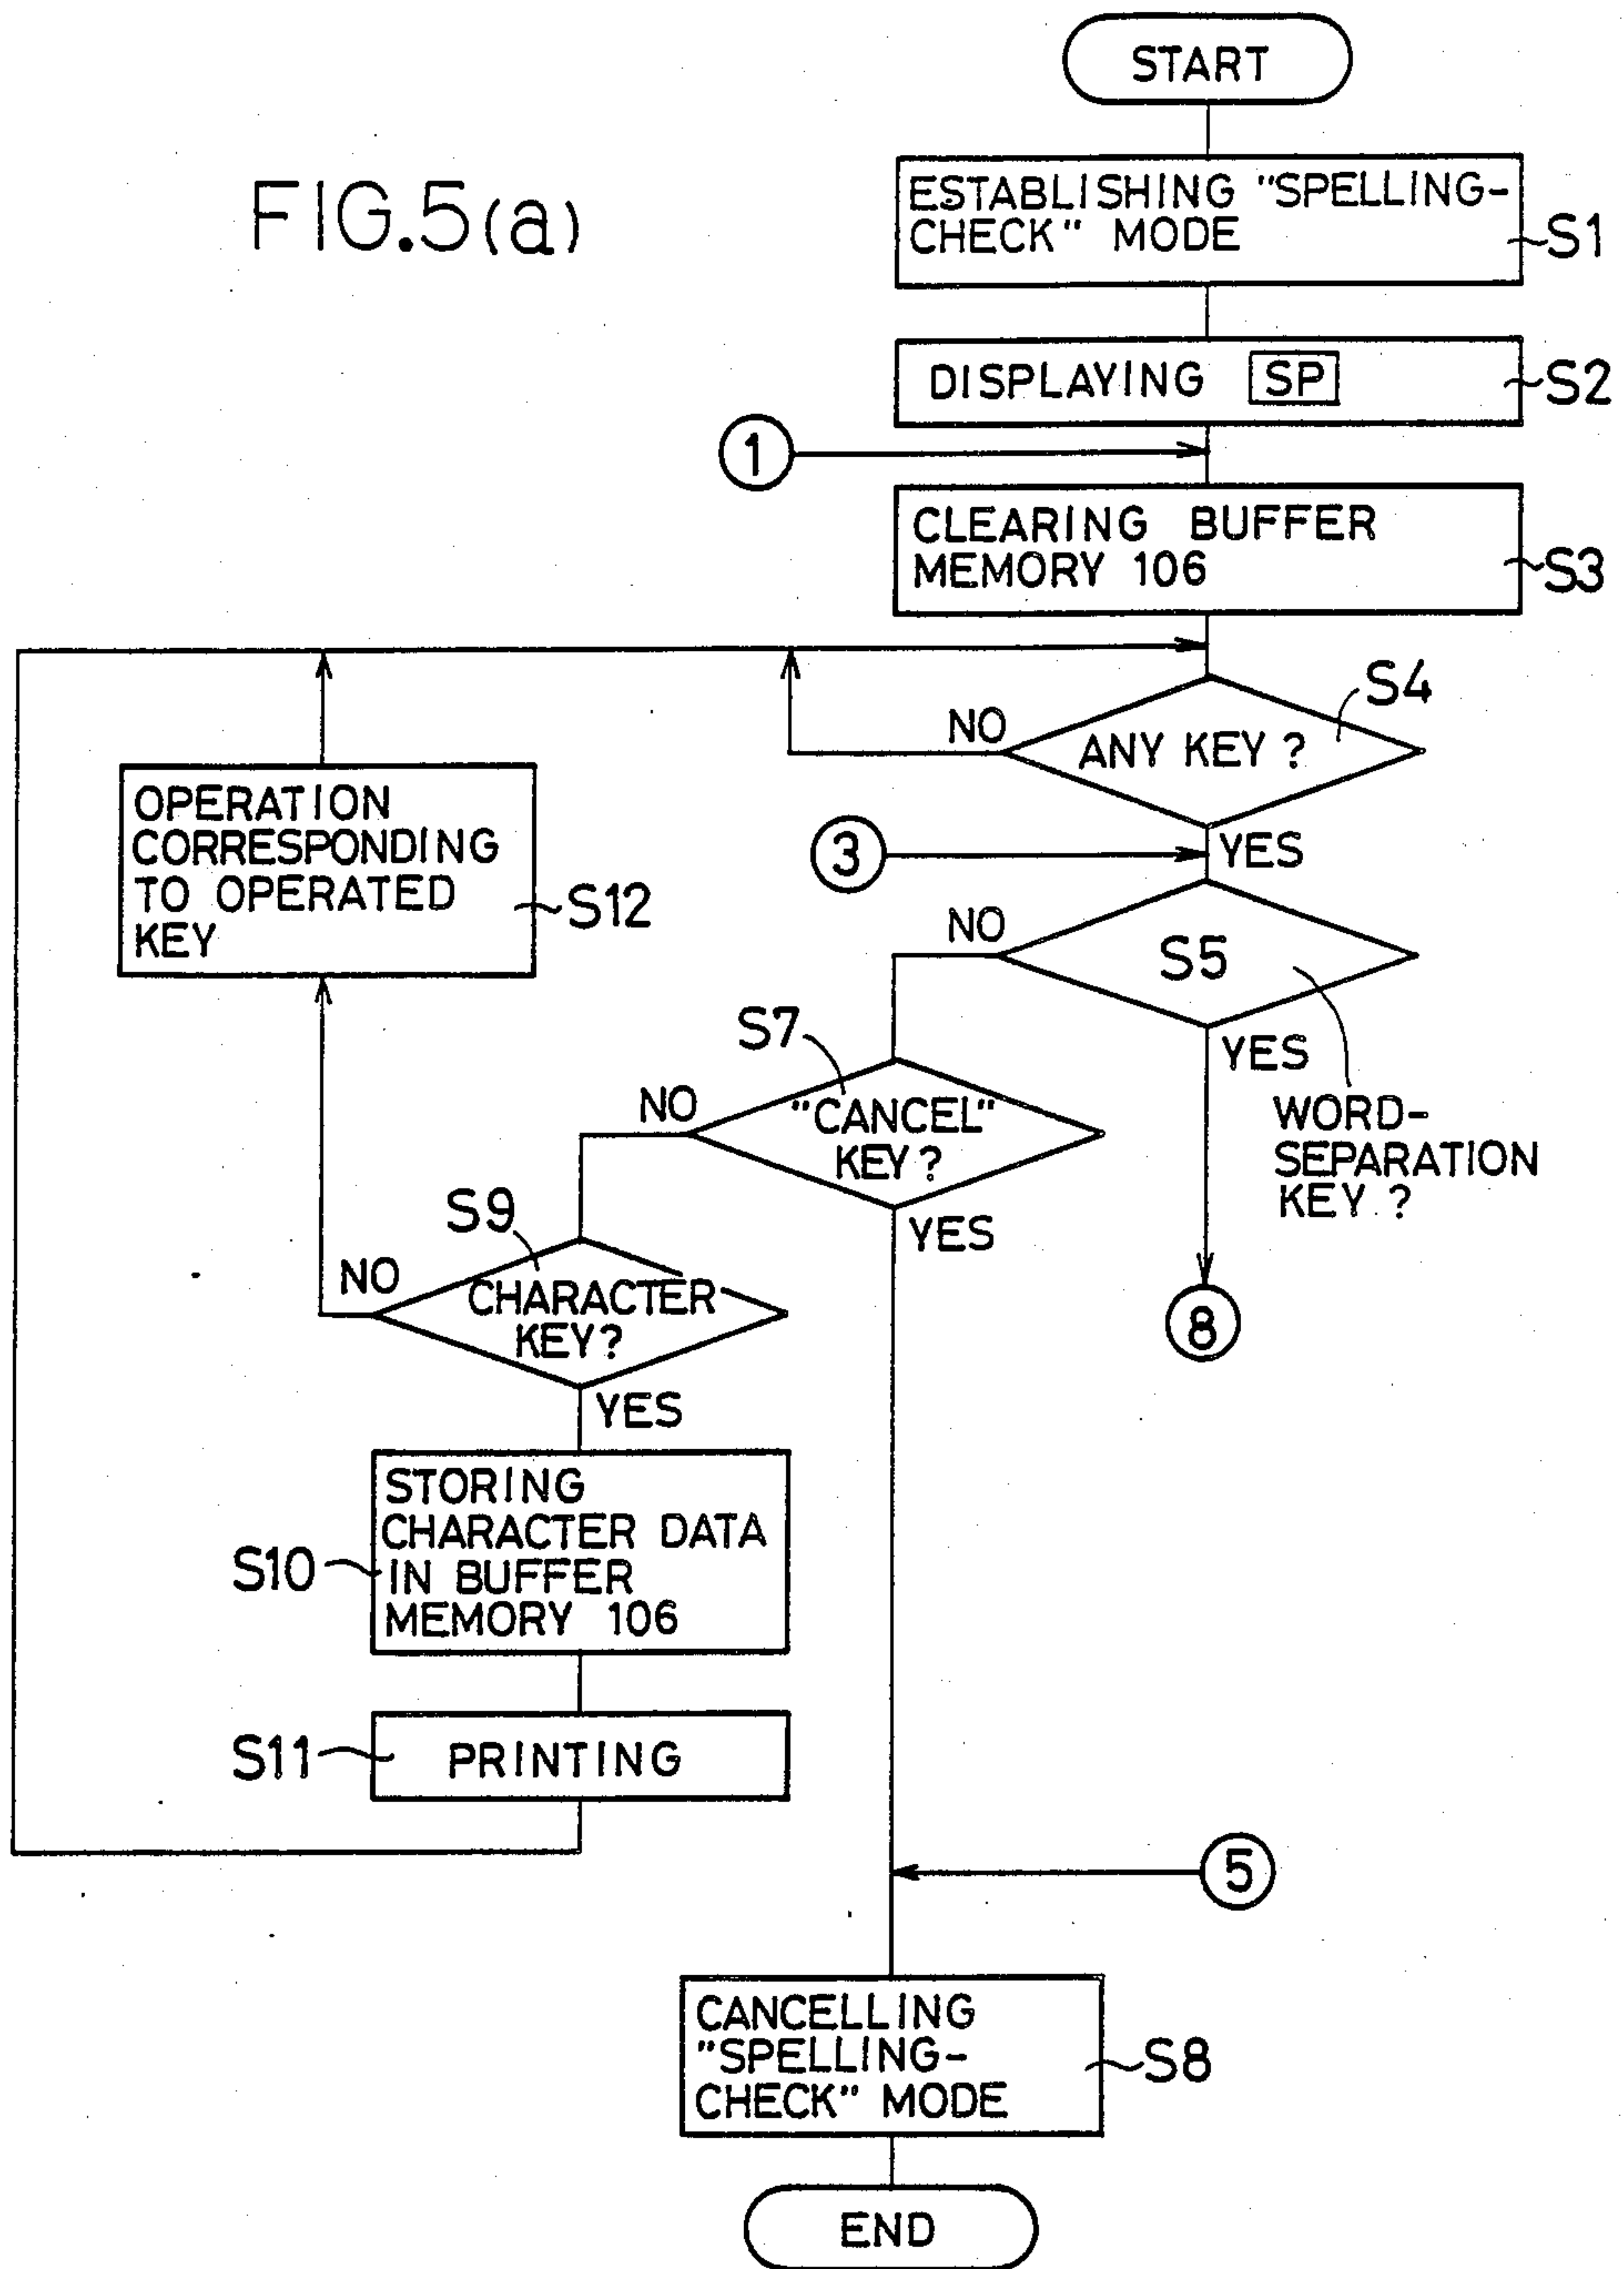 START
FIG.5(a)
ESTABLISHING "SPELLING-
CHECK" MODE
S1
DISPLAYING SP
S2
1
CLEARING BUFFER
MEMORY 106
S3
S4
NO
ANY KEY ?
YES
3
OPERATION
CORRESPONDING
TO OPERATED
KEY
S12
NO
S5
YES
WORD-
SEPARATION
KEY ?
8
S7
NO
"CANCEL"
KEY?
YES
S9
NO
CHARACTER
KEY?
YES
STORING
CHARACTER DATA
IN BUFFER
MEMORY 106
S10
S11
PRINTING
5
CANCELLING
"SPELLING-
CHECK" MODE
S8
END